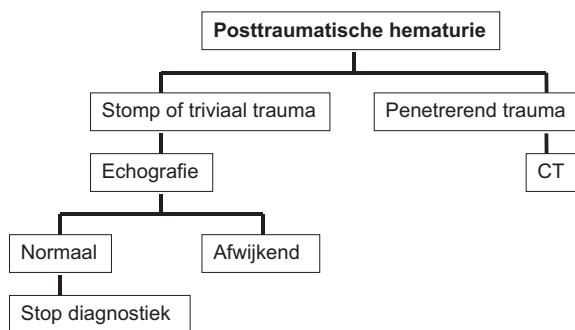 Posttraumatische hematurie
Stomp of triviaal trauma
Penetrerend trauma
Echografie
CT
Normaal
Afwijkend
Stop diagnostiek